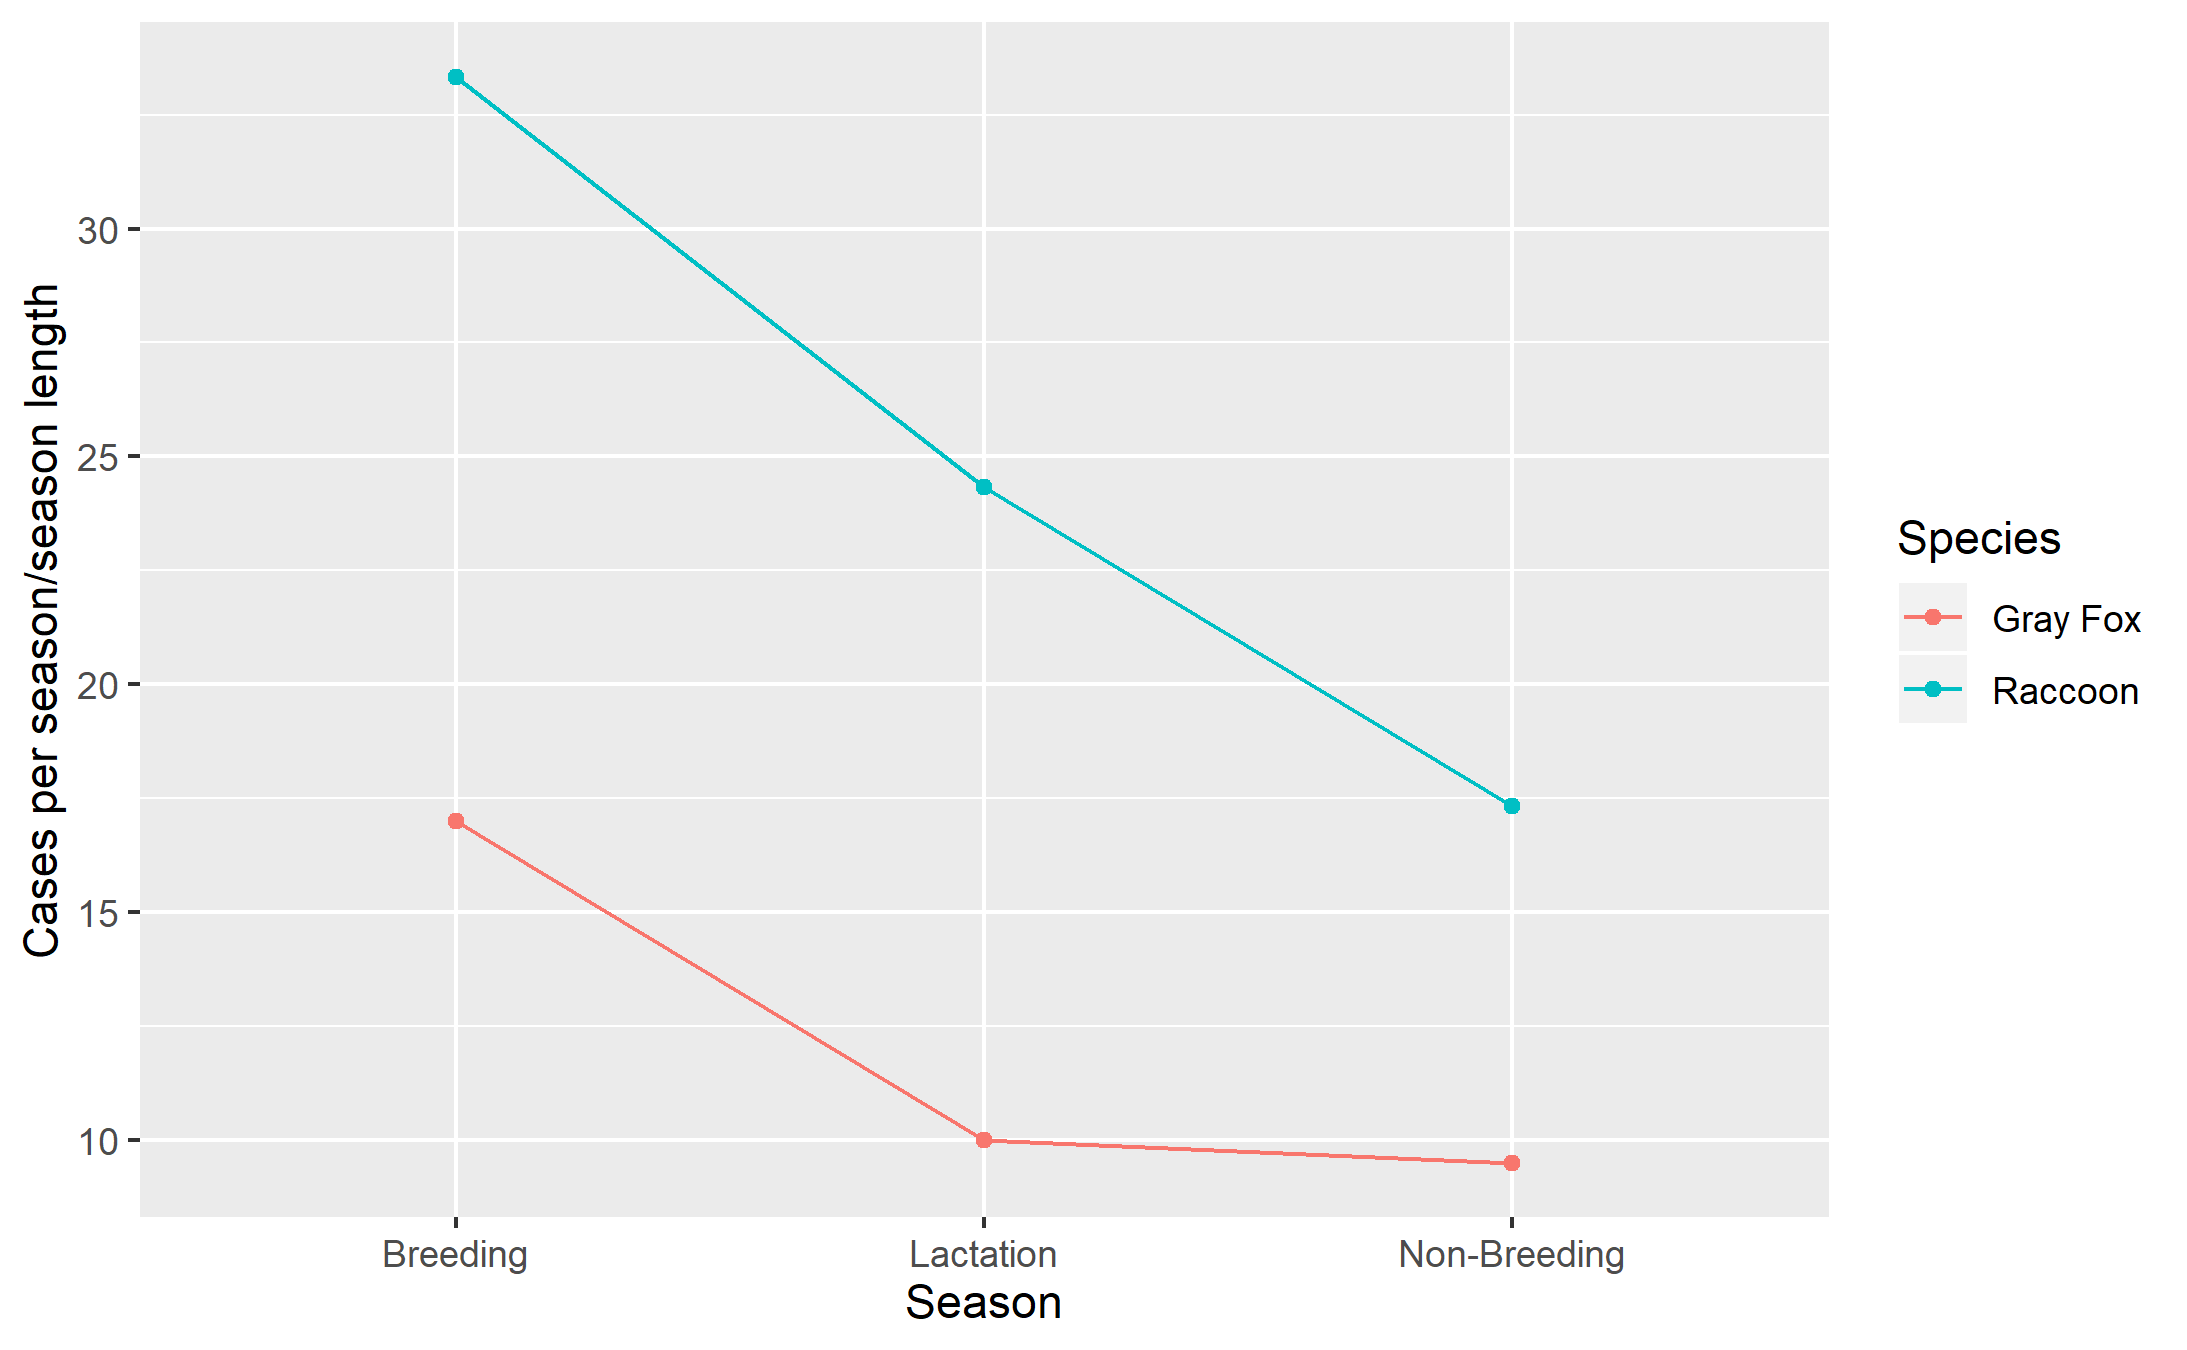 Cases per season/season length
30
25
20
15
10
Breeding
Lactation
Non-Breeding
Season
Species
Gray Fox
Raccoon